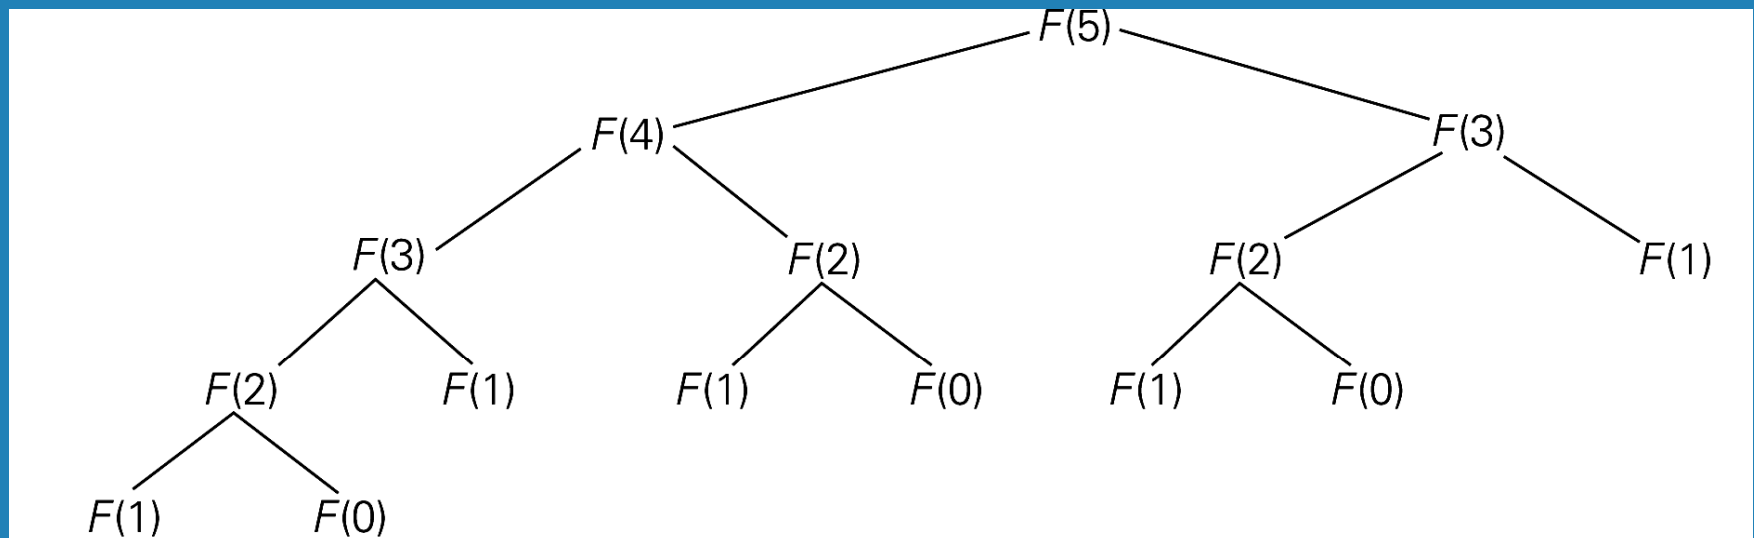 F(5)
F(4) F(3)
F(3) F(2) F(2) F(1)
F(2) F(1) F(1) F(0) F(1) F(0)
F(1) F(0)